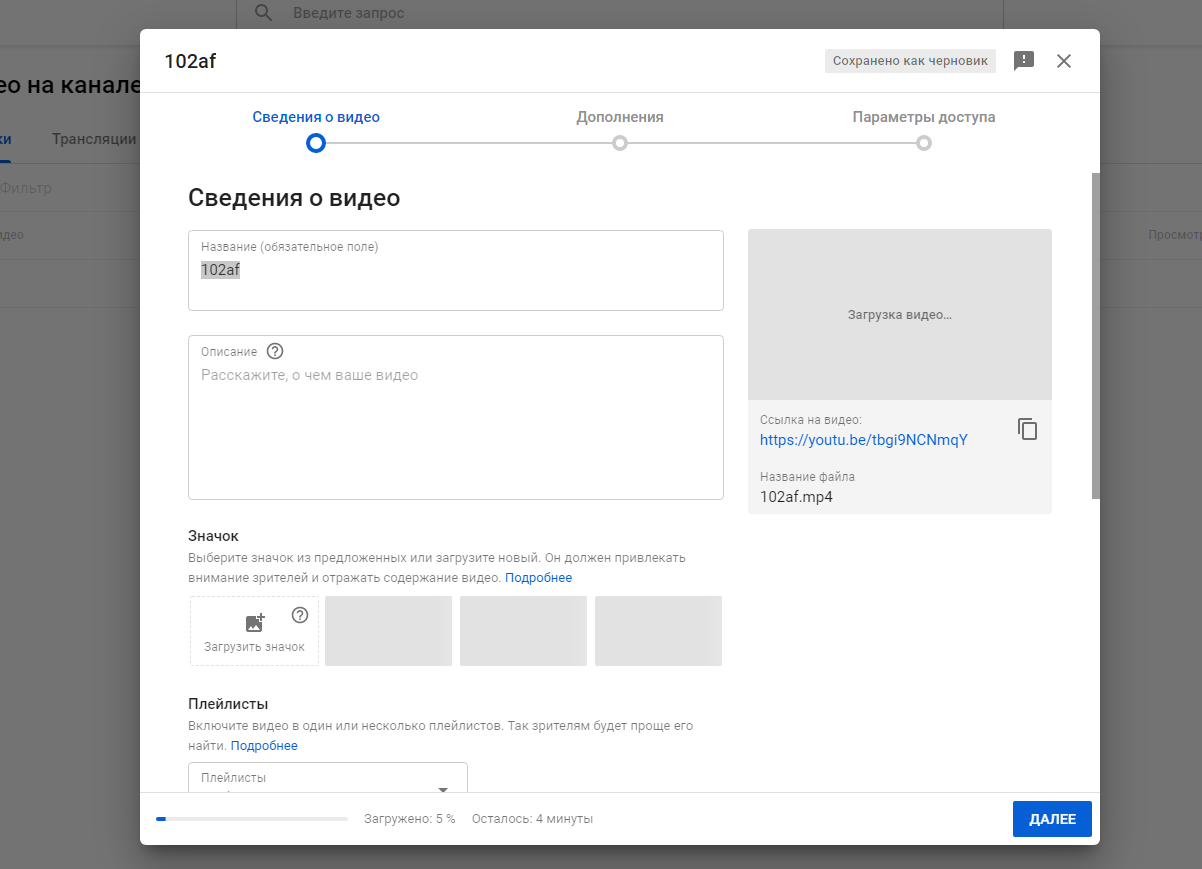 Введите запрос
102af
Сохранено как черновик
ео на канале
Сведения о видео
Дополнения
Параметры доступа
ки
Трансляции
Фильтр
Сведения о видео
Название (обязательное поле)
102af
Загрузка видео...
идео
Просмотр
Описание
Расскажите, о чем ваше видео
Ссылка на видео:
https://youtu.be/tbgi9NCNmqY
Название файла
102af.mp4
Значок
Выберите значок из предложенных или загрузите новый. Он должен привлекать
внимание зрителей и отражать содержание видео. Подробнее
Загрузить значок
Плейлисты
Включите видео в один или несколько плейлистов. Так зрителям будет проще его
найти. Подробнее
Плейлисты
Загружено: 5 %
Осталось: 4 минуты
ДАЛЕЕ